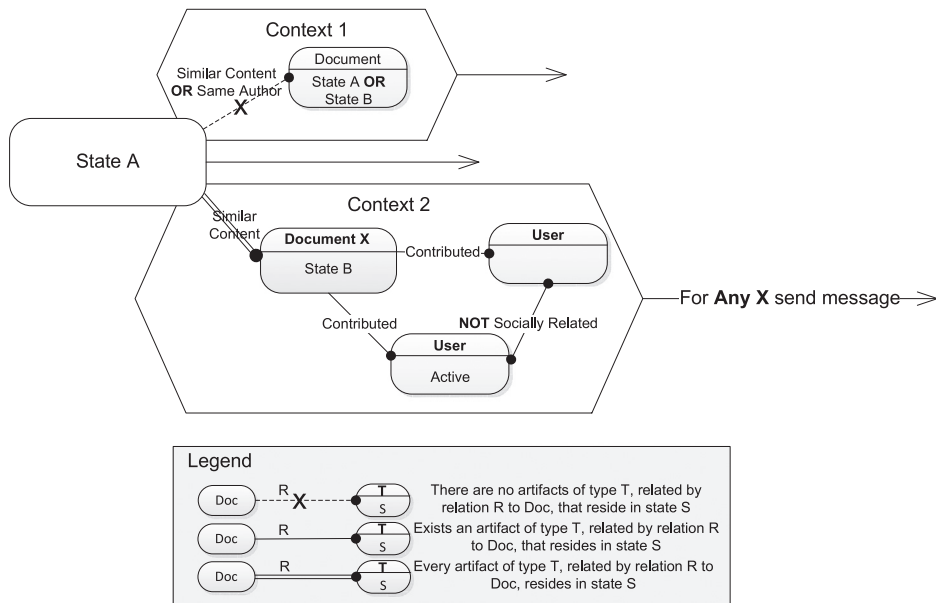 Context 1
Similar Content
OR Same Author
X
Document
State A OR
State B
State A
Context 2
Similar
Content
Document X
State B
Contributed
User
Contributed
NOT Socially Related
User
Active
For Any X send message
Legend
Doc
R
X
T
S
There are no artifacts of type T, related by
relation R to Doc, that reside in state S
Doc
R
T
S
Exists an artifact of type T, related by relation R
to Doc, that resides in state S
Doc
R
T
S
Every artifact of type T, related by relation R to
Doc, resides in state S